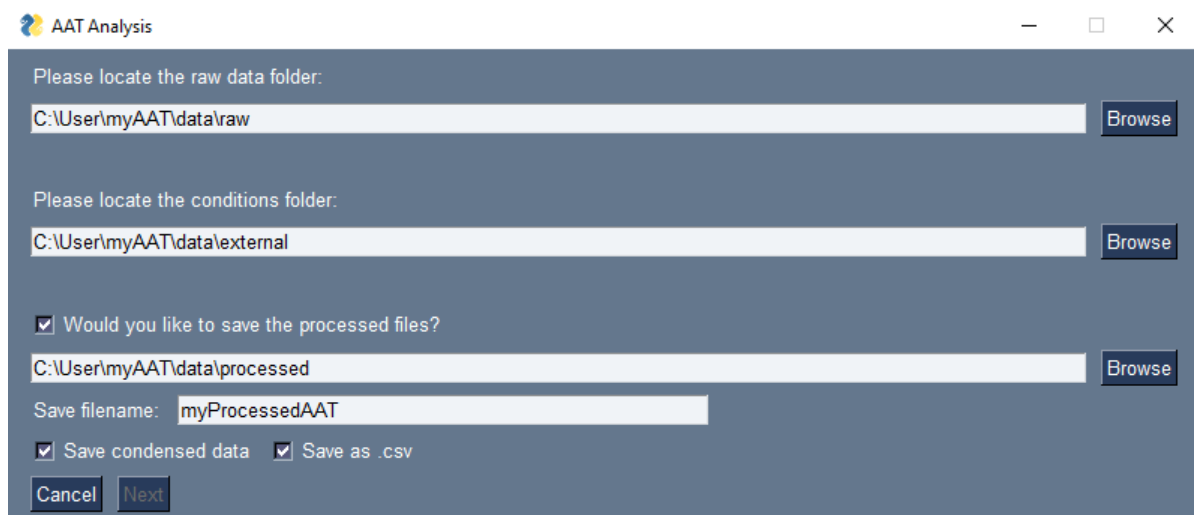 AAT Analysis
Please locate the raw data folder:
C:\User\myAAT\data\raw Browse
Please locate the conditions folder:
C:\User\myAAT\data\external Browse
Would you like to save the processed files?
C:\User\myAAT\data\processed Browse
Save filename: myProcessedAAT
Save condensed data Save as .csv
Cancel Next